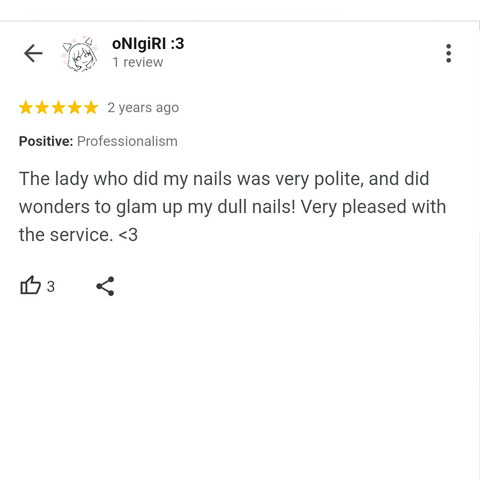 oNIgiRI :3
1 review
2 years ago
Positive: Professionalism
The lady who did my nails was very polite, and did
wonders to glam up my dull nails! Very pleased with
the service. <3
3